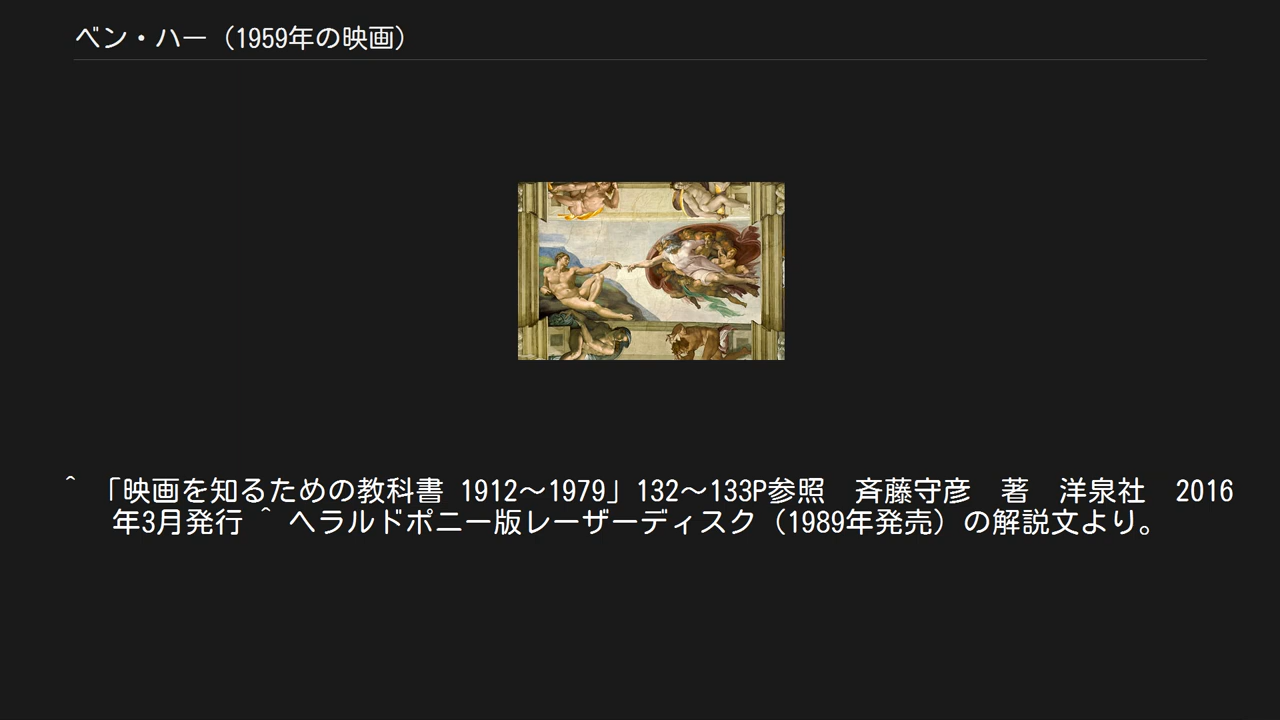 ベン・ハー（1959年の映画）
^ 「映画を知るための教科書 1912〜1979」132〜133P参照　斉藤守彦　著　洋泉社　2016
年3月発行 ^ ヘラルドポニー版レーザーディスク（1989年発売）の解説文より。